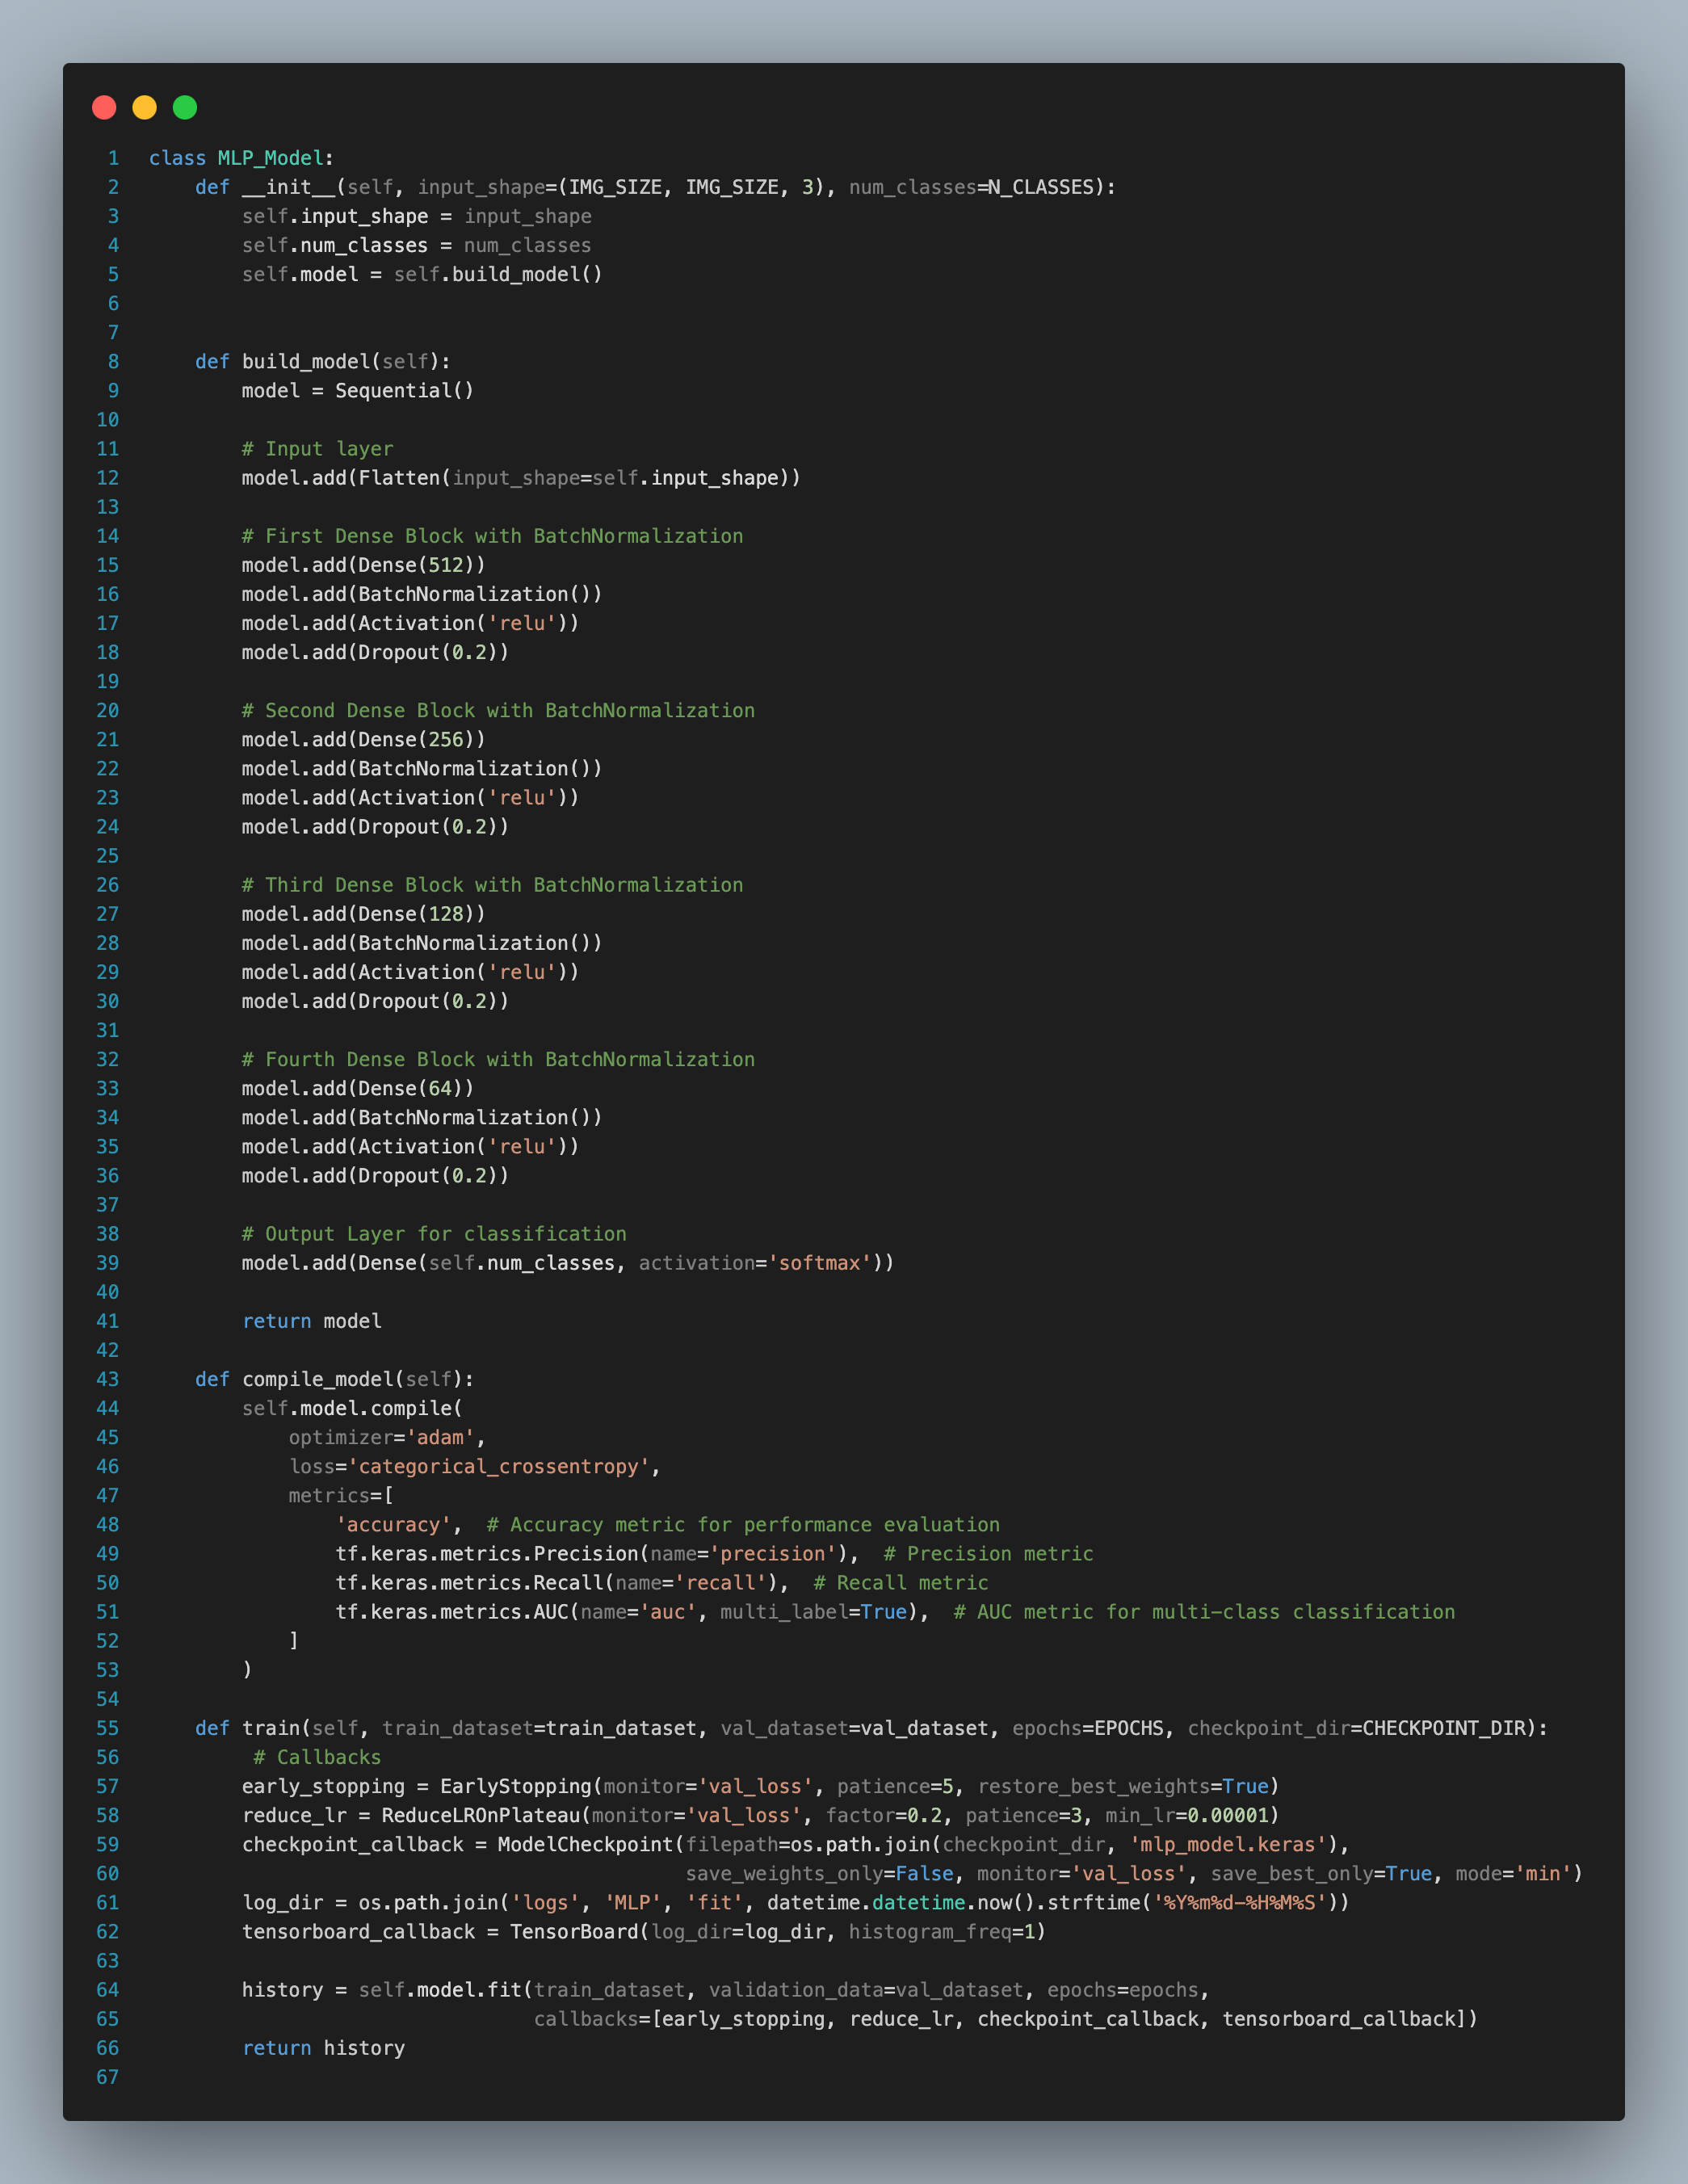 1 class MLP_Model:
2     def __init__(self, input_shape=(IMG_SIZE, IMG_SIZE, 3), num_classes=N_CLASSES):
3         self.input_shape = input_shape
4         self.num_classes = num_classes
5         self.model = self.build_model()
6
7
8     def build_model(self):
9         model = Sequential()
10
11         # Input layer
12         model.add(Flatten(input_shape=self.input_shape))
13
14         # First Dense Block with BatchNormalization
15         model.add(Dense(512))
16         model.add(BatchNormalization())
17         model.add(Activation('relu'))
18         model.add(Dropout(0.2))
19
20         # Second Dense Block with BatchNormalization
21         model.add(Dense(256))
22         model.add(BatchNormalization())
23         model.add(Activation('relu'))
24         model.add(Dropout(0.2))
25
26         # Third Dense Block with BatchNormalization
27         model.add(Dense(128))
28         model.add(BatchNormalization())
29         model.add(Activation('relu'))
30         model.add(Dropout(0.2))
31
32         # Fourth Dense Block with BatchNormalization
33         model.add(Dense(64))
34         model.add(BatchNormalization())
35         model.add(Activation('relu'))
36         model.add(Dropout(0.2))
37
38         # Output Layer for classification
39         model.add(Dense(self.num_classes, activation='softmax'))
40
41         return model
42
43     def compile_model(self):
44         self.model.compile(
45             optimizer='adam',
46             loss='categorical_crossentropy',
47             metrics=[
48                 'accuracy',  # Accuracy metric for performance evaluation
49                 tf.keras.metrics.Precision(name='precision'),  # Precision metric
50                 tf.keras.metrics.Recall(name='recall'),  # Recall metric
51                 tf.keras.metrics.AUC(name='auc', multi_label=True),  # AUC metric for multi-class classification
52             ]
53         )
54
55     def train(self, train_dataset=train_dataset, val_dataset=val_dataset, epochs=EPOCHS, checkpoint_dir=CHECKPOINT_DIR):
56          # Callbacks
57         early_stopping = EarlyStopping(monitor='val_loss', patience=5, restore_best_weights=True)
58         reduce_lr = ReduceLROnPlateau(monitor='val_loss', factor=0.2, patience=3, min_lr=0.00001)
59         checkpoint_callback = ModelCheckpoint(filepath=os.path.join(checkpoint_dir, 'mlp_model.keras'),
60                                               save_weights_only=False, monitor='val_loss', save_best_only=True, mode='min')
61         log_dir = os.path.join('logs', 'MLP', 'fit', datetime.datetime.now().strftime('%Y%m%d-%H%M%S'))
62         tensorboard_callback = TensorBoard(log_dir=log_dir, histogram_freq=1)
63
64         history = self.model.fit(train_dataset, validation_data=val_dataset, epochs=epochs,
65                                  callbacks=[early_stopping, reduce_lr, checkpoint_callback, tensorboard_callback])
66         return history
67